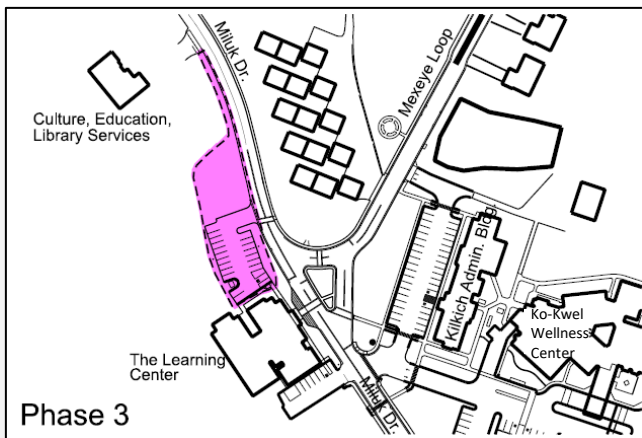 Miluk Dr.
Mexeye Loop
Culture, Education,
Library Services
Kilkich Admin. Bldg.
Ko-Kwel
Wellness
Center
The Learning
Center
Miluk Dr.
Phase 3